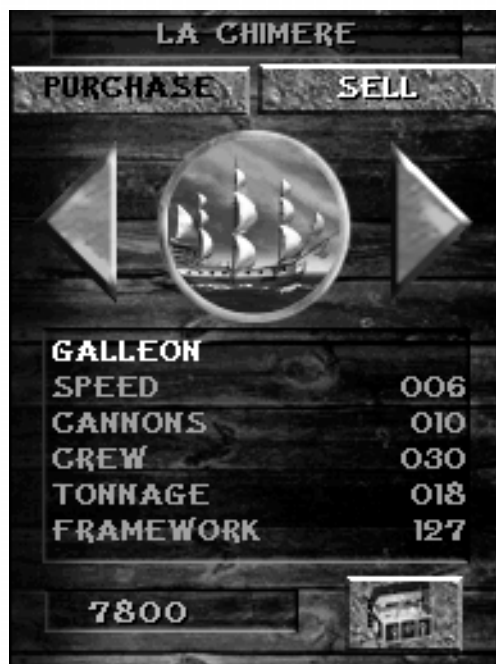 LA CHIMERE
PURCHASE SELL
GALLEON
SPEED 006
CANNONS 010
CREW 030
TONNAGE 018
FRAMEWORK 127
7800